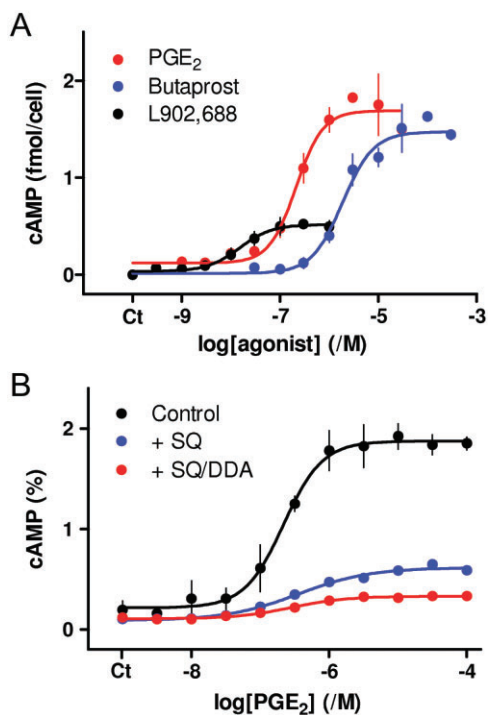 A
PGE₂
Butaprost
L902,688
cAMP (fmol/cell)
2
1
0
Ct -9 -7 -5 -3
log[agonist] (/M)
B
Control
+ SQ
+ SQ/DDA
cAMP (%)
2
1
0
Ct -8 -6 -4
log[PGE₂] (/M)